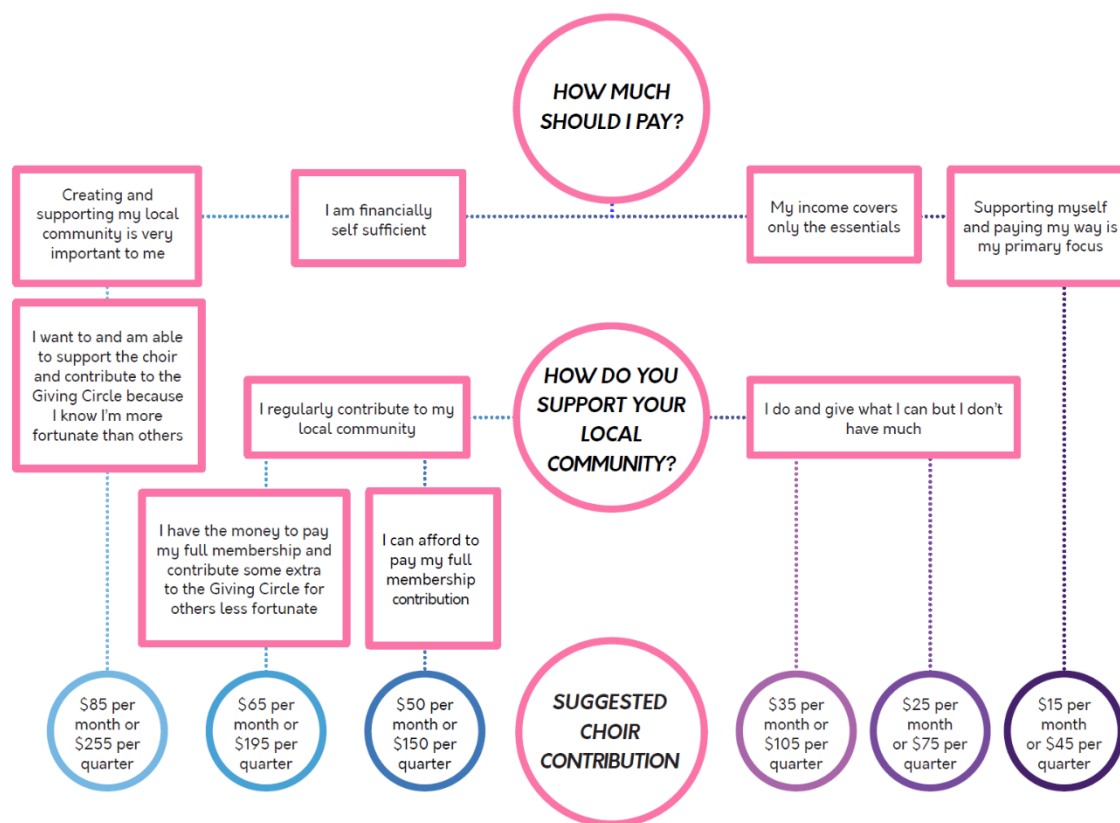 HOW MUCH
SHOULD I PAY?
Creating and
supporting my local
community is very
important to me
I am financially
self sufficient
My income covers
only the essentials
Supporting myself
and paying my way is
my primary focus
I want to and am able
to support the choir
and contribute to the
Giving Circle because
I know I'm more
fortunate than others
I regularly contribute to my
local community
HOW DO YOU
SUPPORT YOUR
LOCAL
COMMUNITY?
I do and give what I can but I don't
have much
I have the money to pay
my full membership and
contribute some extra
to the Giving Circle for
others less fortunate
I can afford to
pay my full
membership
contribution
$85 per
month or
$255 per
quarter
$65 per
month or
$195 per
quarter
$50 per
month or
$150 per
quarter
SUGGESTED
CHOIR
CONTRIBUTION
$35 per
month or
$105 per
quarter
$25 per
month
or $75 per
quarter
$15 per
month
or $45 per
quarter